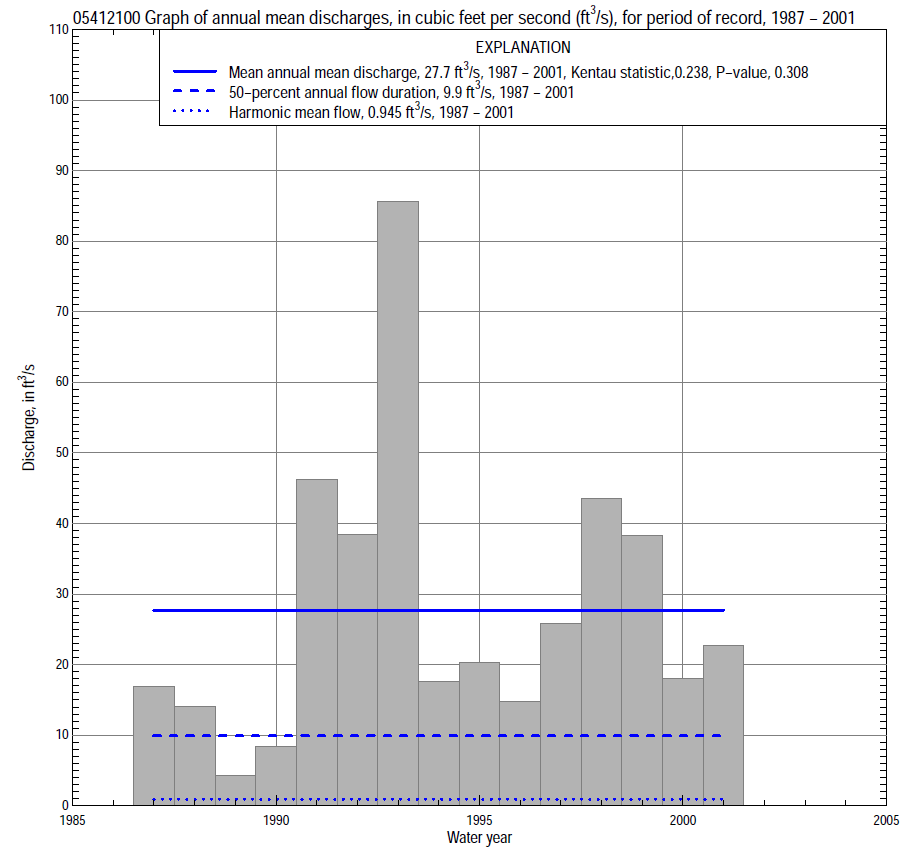 05412100 Graph of annual mean discharges, in cubic feet per second (ft³/s), for period of record, 1987 – 2001
EXPLANATION
Mean annual mean discharge, 27.7 ft³/s, 1987 – 2001, Kentau statistic,0.238, P–value, 0.308
50–percent annual flow duration, 9.9 ft³/s, 1987 – 2001
Harmonic mean flow, 0.945 ft³/s, 1987 – 2001
110
100
90
80
70
60
50
40
30
20
10
0
Discharge, in ft³/s
1985 1990 1995 2000 2005
Water year